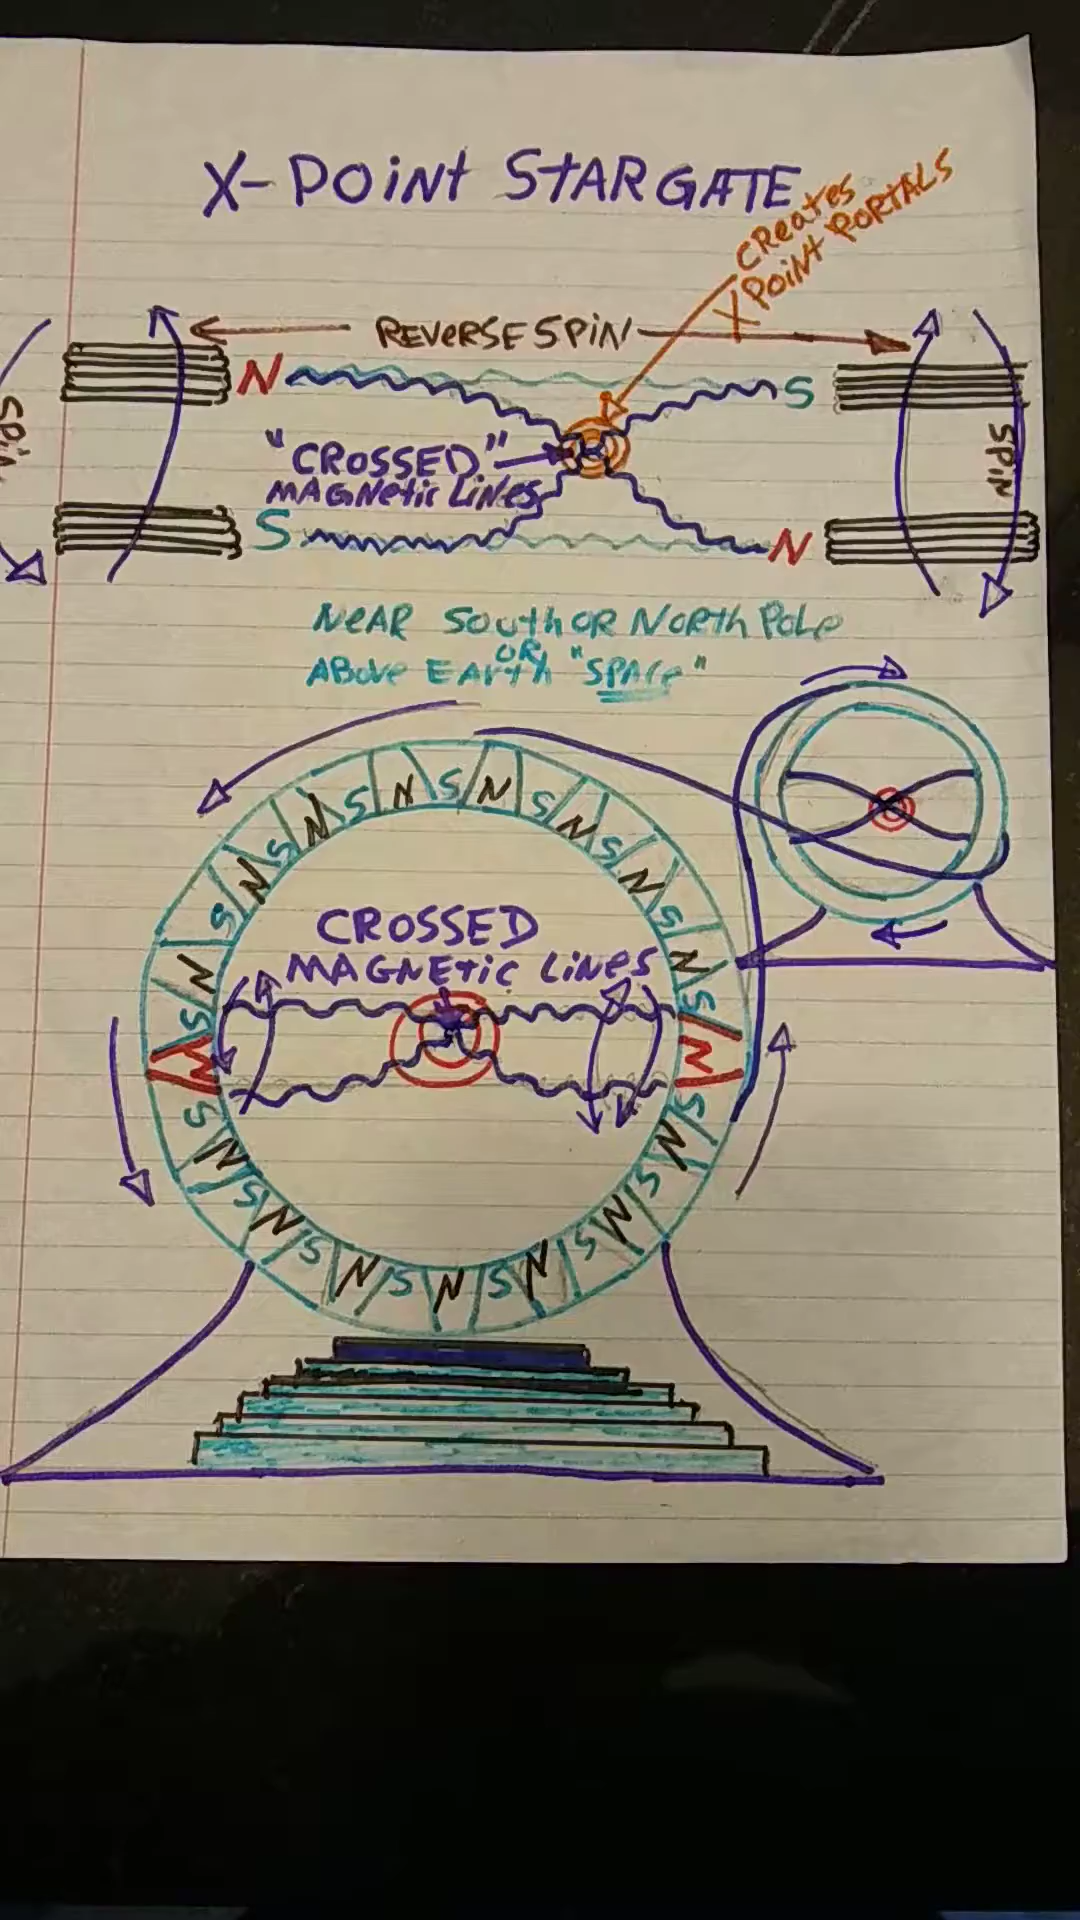 X-POINT STARGATE
CREATES
X POINT PORTALS
REVERSE SPIN
N S
SPIN
"CROSSED"
MAGNETIC LINES
SPIN
S N
NEAR SOUTH OR NORTH POLE
OR
ABOVE EARTH "SPACE"
S N S N S N S N S N S N S N S N S
CROSSED
MAGNETIC LINES
N N
S N S N S N S N S N S N S N S